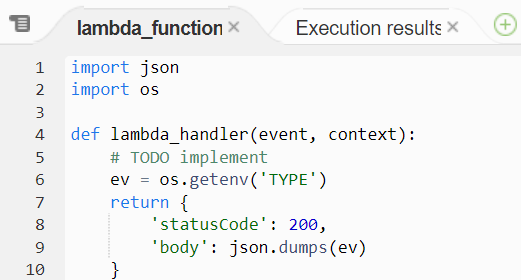 lambda_function × Execution results ×
1 import json
2 import os
3
4 def lambda_handler(event, context):
5     # TODO implement
6     ev = os.getenv('TYPE')
7     return {
8         'statusCode': 200,
9         'body': json.dumps(ev)
10     }